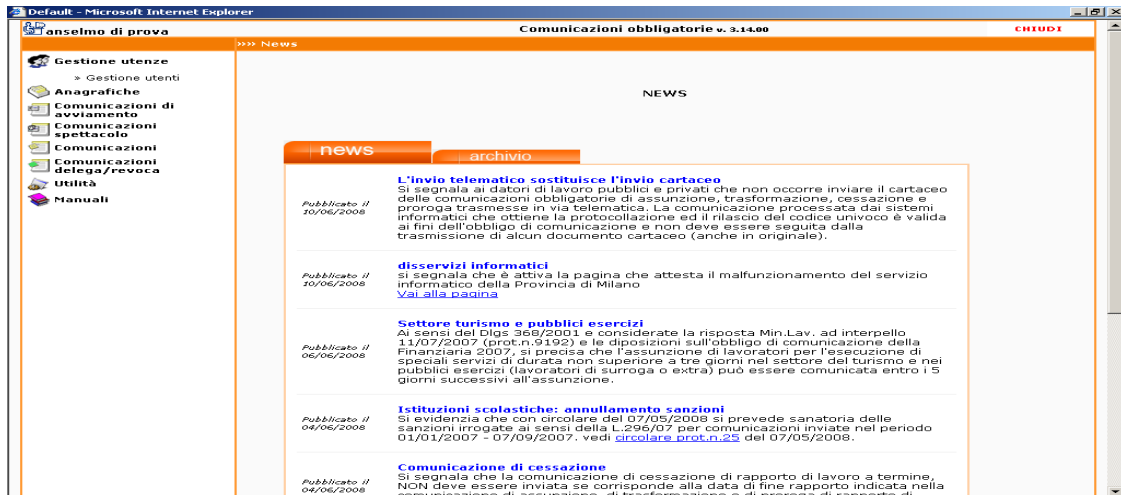 Default - Microsoft Internet Explorer
anselmo di prova
Comunicazioni obbligatorie v. 3.14.00
CHIUDI
»»» News
Gestione utenze
» Gestione utenti
Anagrafiche
Comunicazioni di
avviamento
Comunicazioni
spettacolo
Comunicazioni
Comunicazioni
delega/revoca
Utilità
Manuali
NEWS
news
archivio
Pubblicato il
10/06/2008
L'invio telematico sostituisce l'invio cartaceo
Si segnala ai datori di lavoro pubblici e privati che non occorre inviare il cartaceo
delle comunicazioni obbligatorie di assunzione, trasformazione, cessazione e
proroga trasmesse in via telematica. La comunicazione processata dai sistemi
informatici che ottiene la protocollazione ed il rilascio del codice univoco è valida
ai fini dell'obbligo di comunicazione e non deve essere seguita dalla
trasmissione di alcun documento cartaceo (anche in originale).
Pubblicato il
10/06/2008
disservizi informatici
si segnala che è attiva la pagina che attesta il malfunzionamento del servizio
informatico della Provincia di Milano
Vai alla pagina
Pubblicato il
06/06/2008
Settore turismo e pubblici esercizi
Ai sensi del Dlgs 368/2001 e considerate la risposta Min.Lav. ad interpello
11/07/2007 (prot.n.9192) e le diposizioni sull'obbligo di comunicazione della
Finanziaria 2007, si precisa che l'assunzione di lavoratori per l'esecuzione di
speciali servizi di durata non superiore a tre giorni nel settore del turismo e nei
pubblici esercizi (lavoratori di surroga o extra) può essere comunicata entro i 5
giorni successivi all'assunzione.
Pubblicato il
04/06/2008
Istituzioni scolastiche: annullamento sanzioni
Si evidenzia che con circolare del 07/05/2008 si prevede sanatoria delle
sanzioni irrogate ai sensi della L.296/07 per comunicazioni inviate nel periodo
01/01/2007 - 07/09/2007. vedi circolare prot.n.25 del 07/05/2008.
Pubblicato il
04/06/2008
Comunicazione di cessazione
Si segnala che la comunicazione di cessazione di rapporto di lavoro a termine,
NON deve essere inviata se corrisponde alla data di fine rapporto indicata nella
comunicazione di assunzione, di trasformazione o di proroga di rapporto di